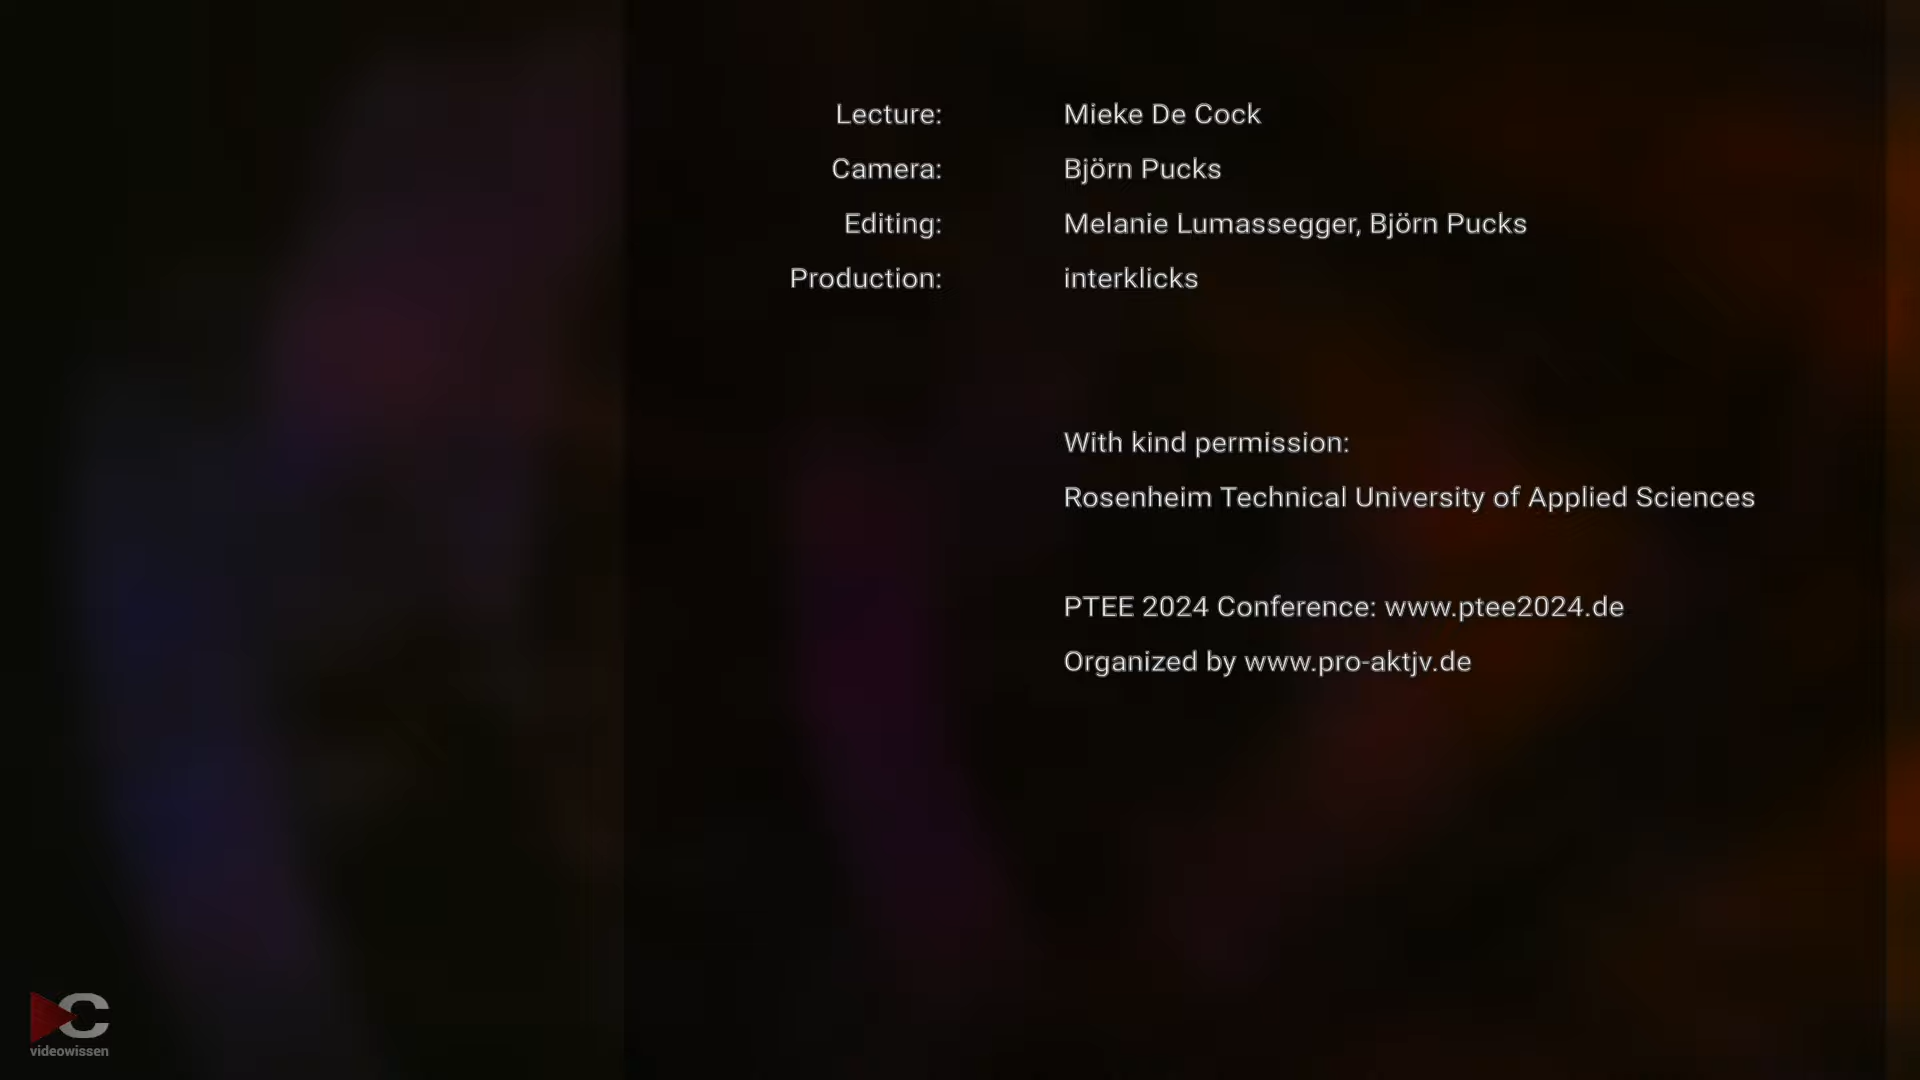 Lecture: Mieke De Cock
Camera: Björn Pucks
Editing: Melanie Lumassegger, Björn Pucks
Production: interklicks
With kind permission:
Rosenheim Technical University of Applied Sciences
PTEE 2024 Conference: www.ptee2024.de
Organized by www.pro-aktjv.de
C
videowissen